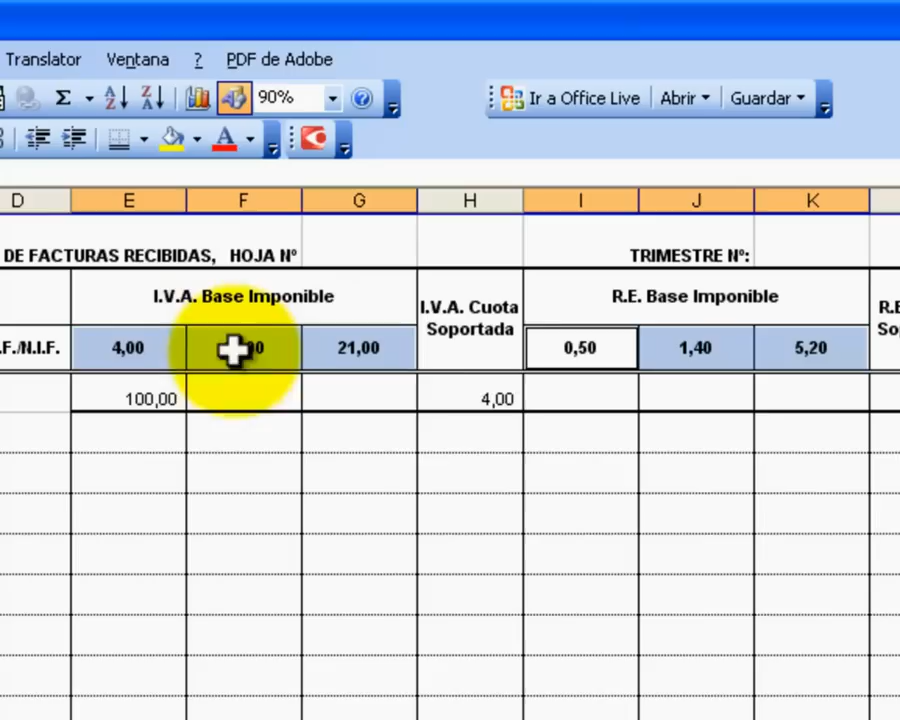 Translator Ventana ? PDF de Adobe
Σ A Z Z A 90% ? Ir a Office Live Abrir Guardar
A
D E F G H I J K
DE FACTURAS RECIBIDAS, HOJA Nº TRIMESTRE Nº:
I.V.A. Base Imponible I.V.A. Cuota Soportada R.E. Base Imponible
.F./N.I.F. 4,00 21,00 0,50 1,40 5,20
100,00 4,00